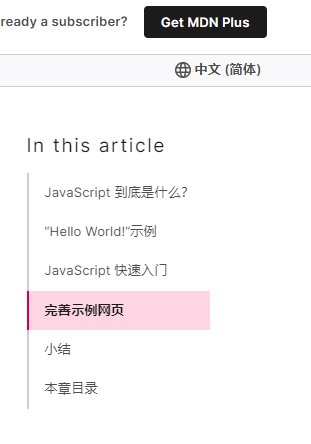 ready a subscriber?
Get MDN Plus
中文 (简体)
In this article
JavaScript 到底是什么？
“Hello World!”示例
JavaScript 快速入门
完善示例网页
小结
本章目录